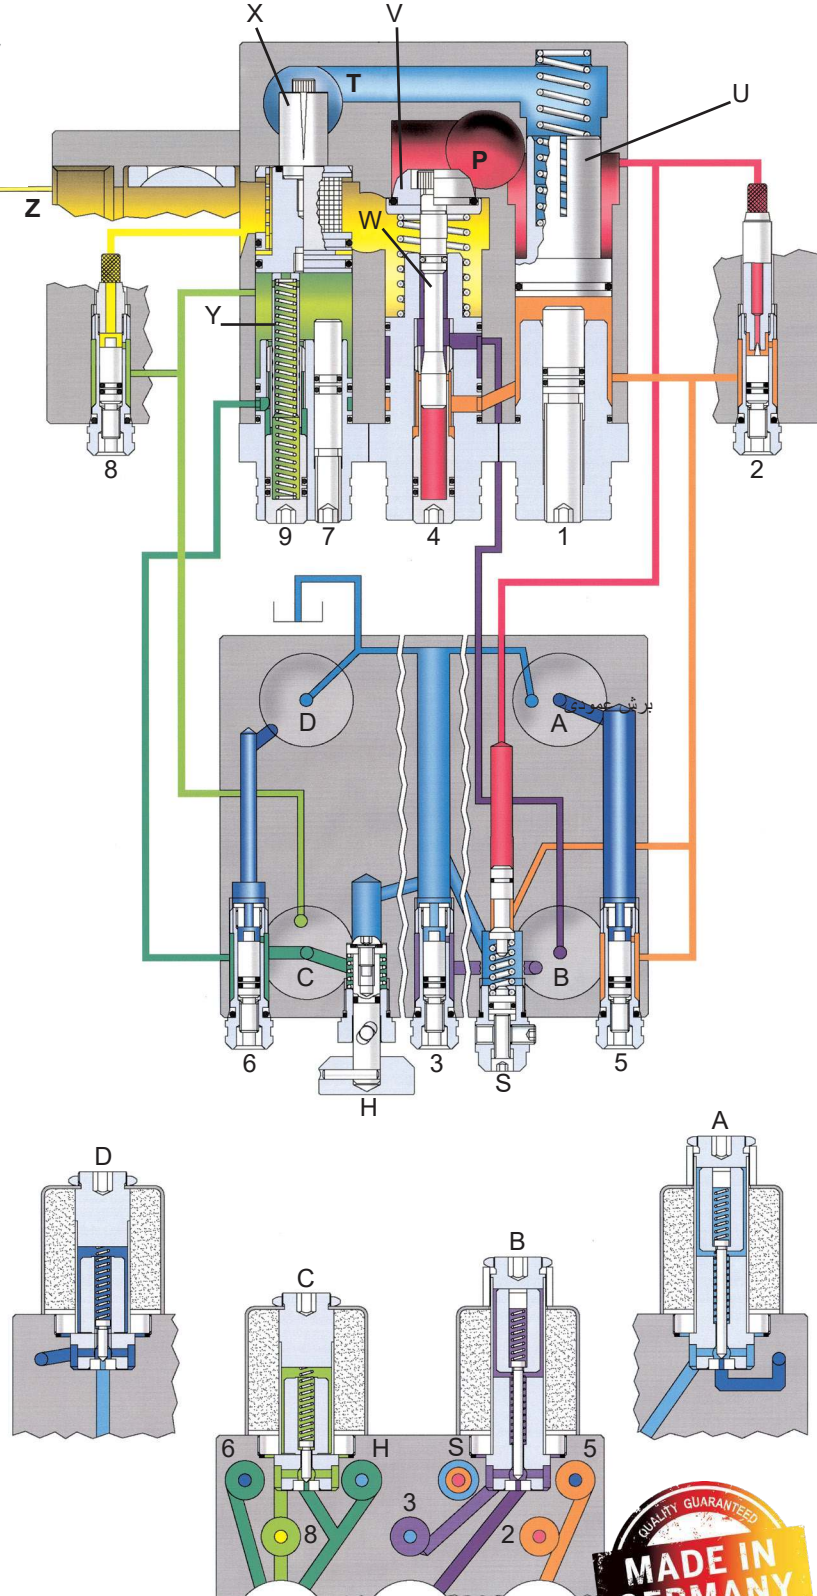 X
V
T
U
P
Z
W
Y
8
2
9
7
4
1
D
A
برش عمودی
C
B
6
3
S
5
H
A
D
B
C
6
H
S
5
3
8
2
QUALITY GUARANTEED
MADE IN
GERMANY